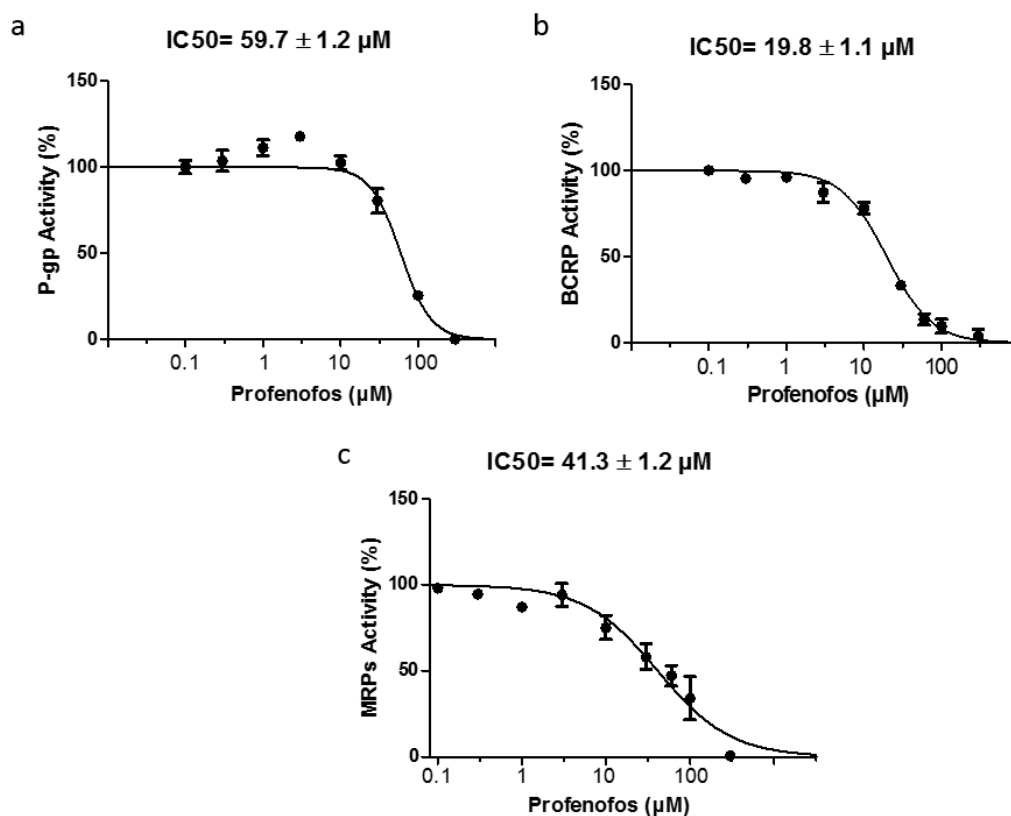 a
IC50= 59.7 ± 1.2 µM
P-gp Activity (%)
150
100
50
0
0.1 1 10 100
Profenofos (µM)
b
IC50= 19.8 ± 1.1 µM
BCRP Activity (%)
150
100
50
0
0.1 1 10 100
Profenofos (µM)
c
IC50= 41.3 ± 1.2 µM
MRPs Activity (%)
150
100
50
0
0.1 1 10 100
Profenofos (µM)